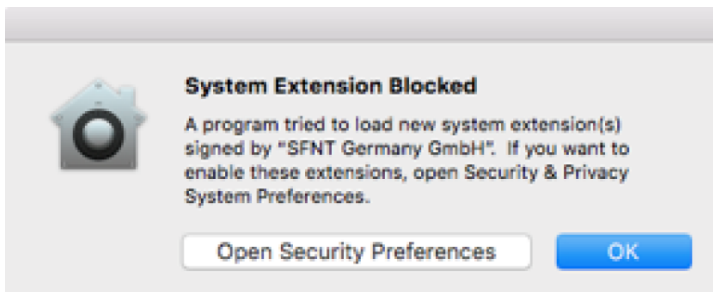 System Extension Blocked
A program tried to load new system extension(s)
signed by "SFNT Germany GmbH".  If you want to
enable these extensions, open Security & Privacy
System Preferences.
Open Security Preferences
OK